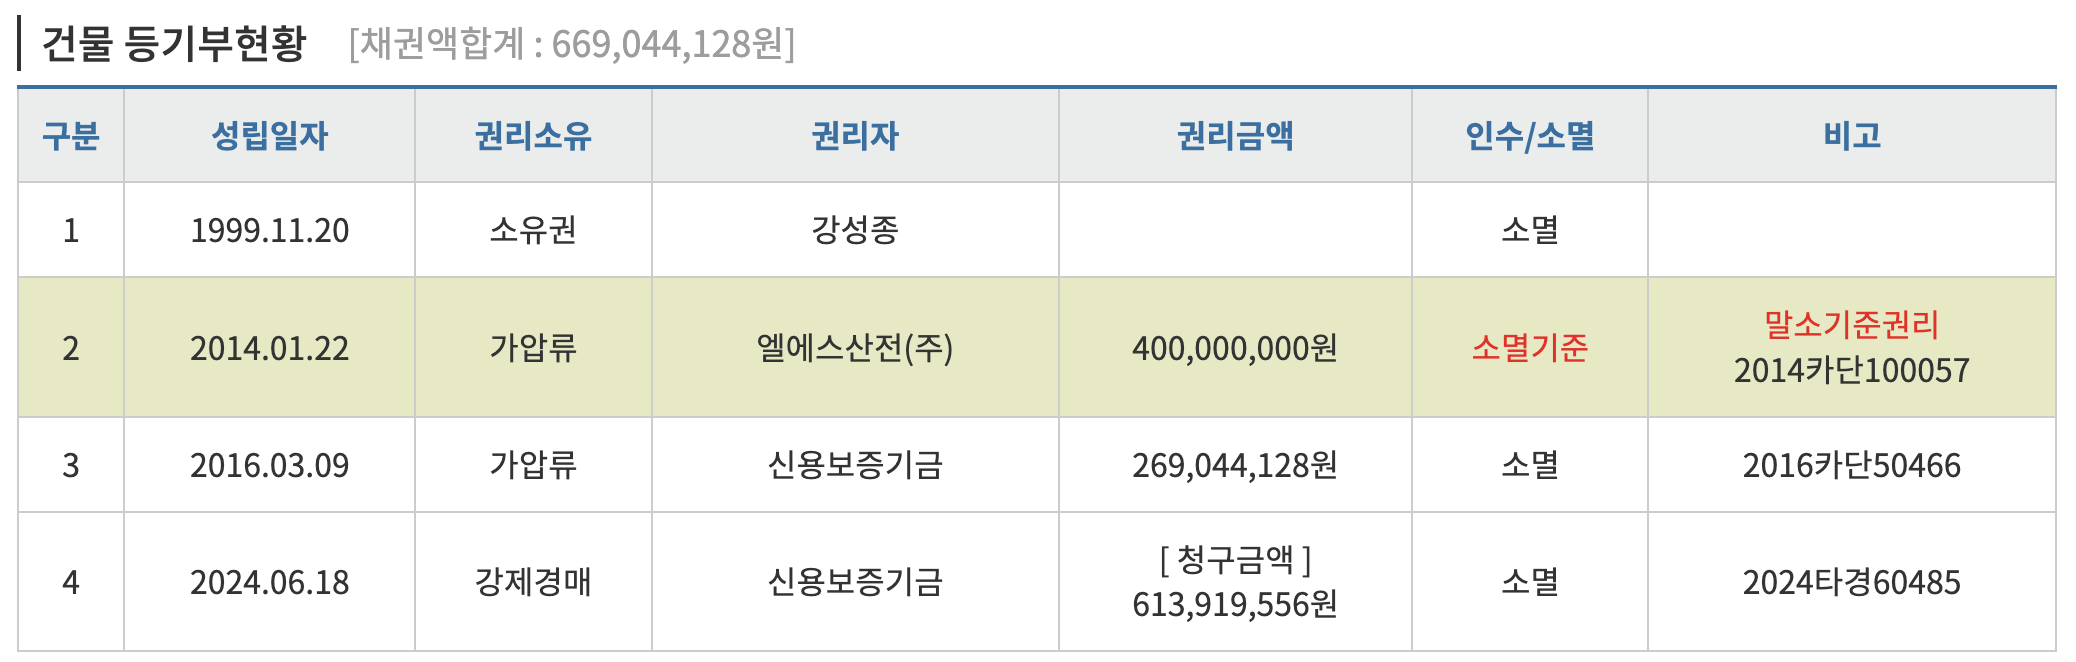 건물 등기부현황 [채권액합계 : 669,044,128원]
구분 성립일자 권리소유 권리자 권리금액 인수/소멸 비고
1 1999.11.20 소유권 강성종 소멸
2 2014.01.22 가압류 엘에스산전(주) 400,000,000원 소멸기준 말소기준권리
2014카단100057
3 2016.03.09 가압류 신용보증기금 269,044,128원 소멸 2016카단50466
4 2024.06.18 강제경매 신용보증기금 [ 청구금액 ]
613,919,556원 소멸 2024타경60485